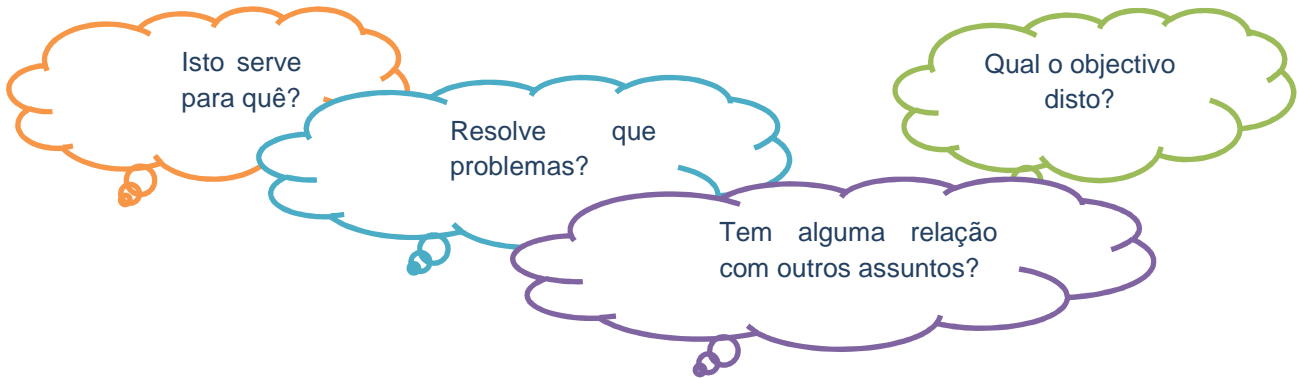 Isto serve
para quê?
Resolve que
problemas?
Tem alguma relação
com outros assuntos?
Qual o objectivo
disto?